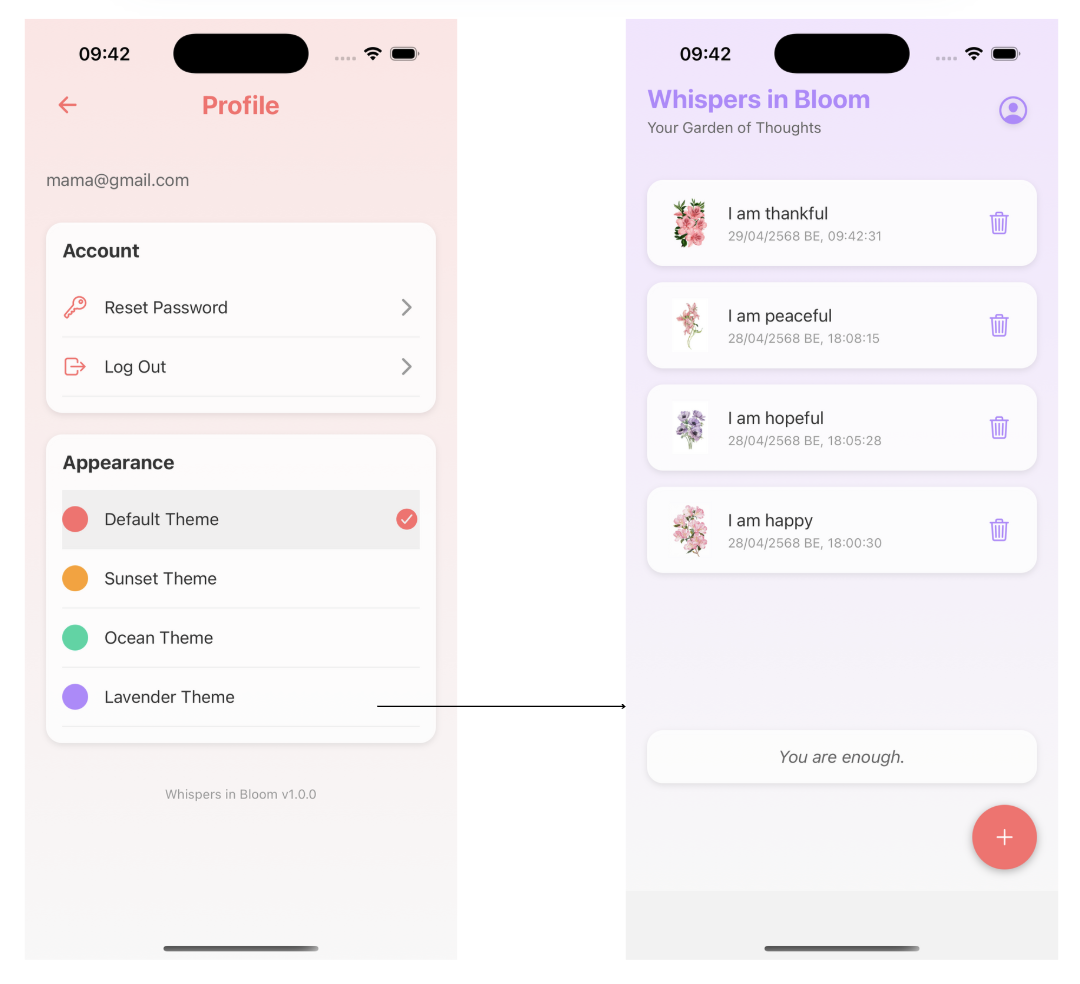 09:42
Profile
mama@gmail.com
Account
Reset Password
Log Out
Appearance
Default Theme
Sunset Theme
Ocean Theme
Lavender Theme
Whispers in Bloom v1.0.0
09:42
Whispers in Bloom
Your Garden of Thoughts
I am thankful
29/04/2568 BE, 09:42:31
I am peaceful
28/04/2568 BE, 18:08:15
I am hopeful
28/04/2568 BE, 18:05:28
I am happy
28/04/2568 BE, 18:00:30
You are enough.